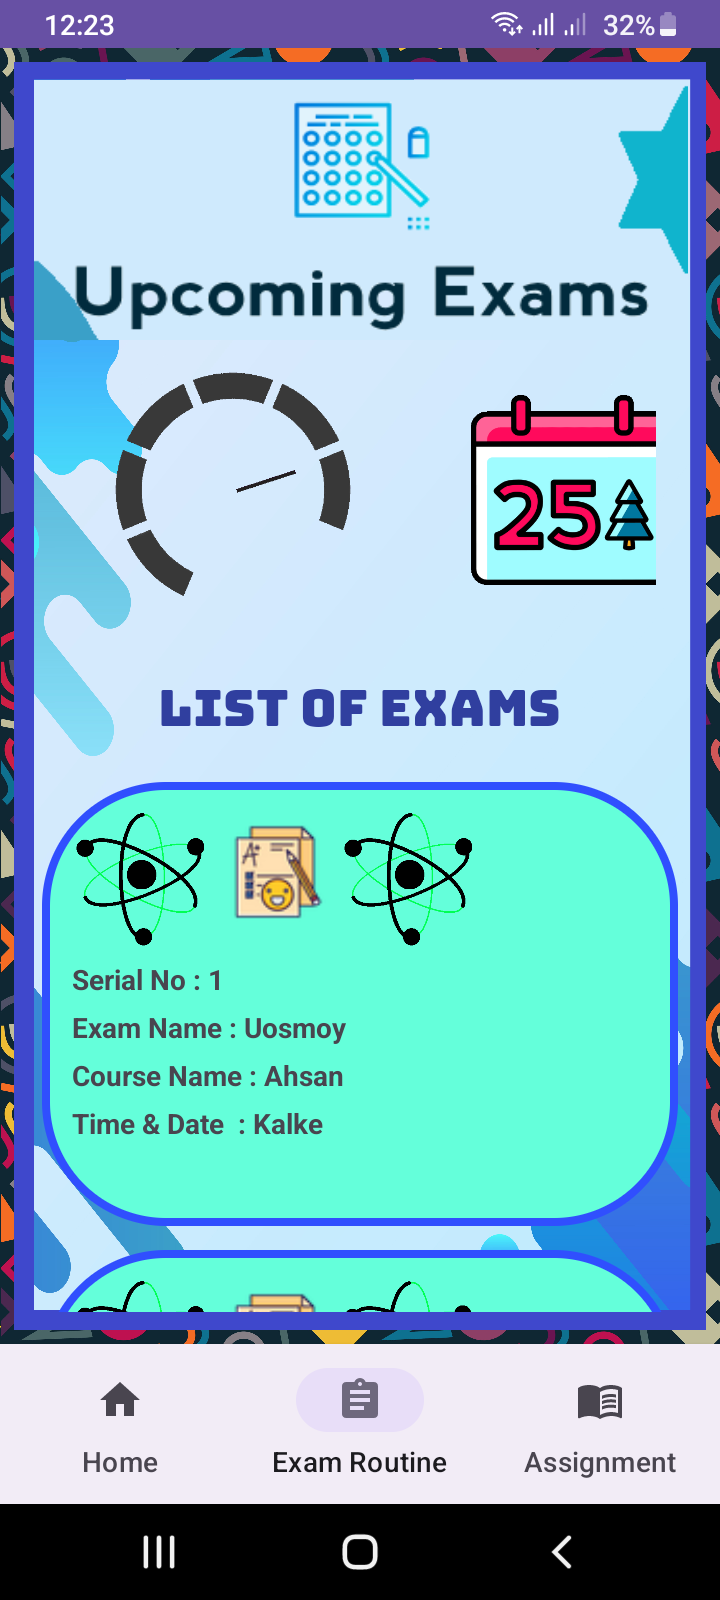 12:23
32%
Upcoming Exams
25
LIST OF EXAMS
A+
Serial No : 1
Exam Name : Uosmoy
Course Name : Ahsan
Time & Date  : Kalke
Home
Exam Routine
Assignment